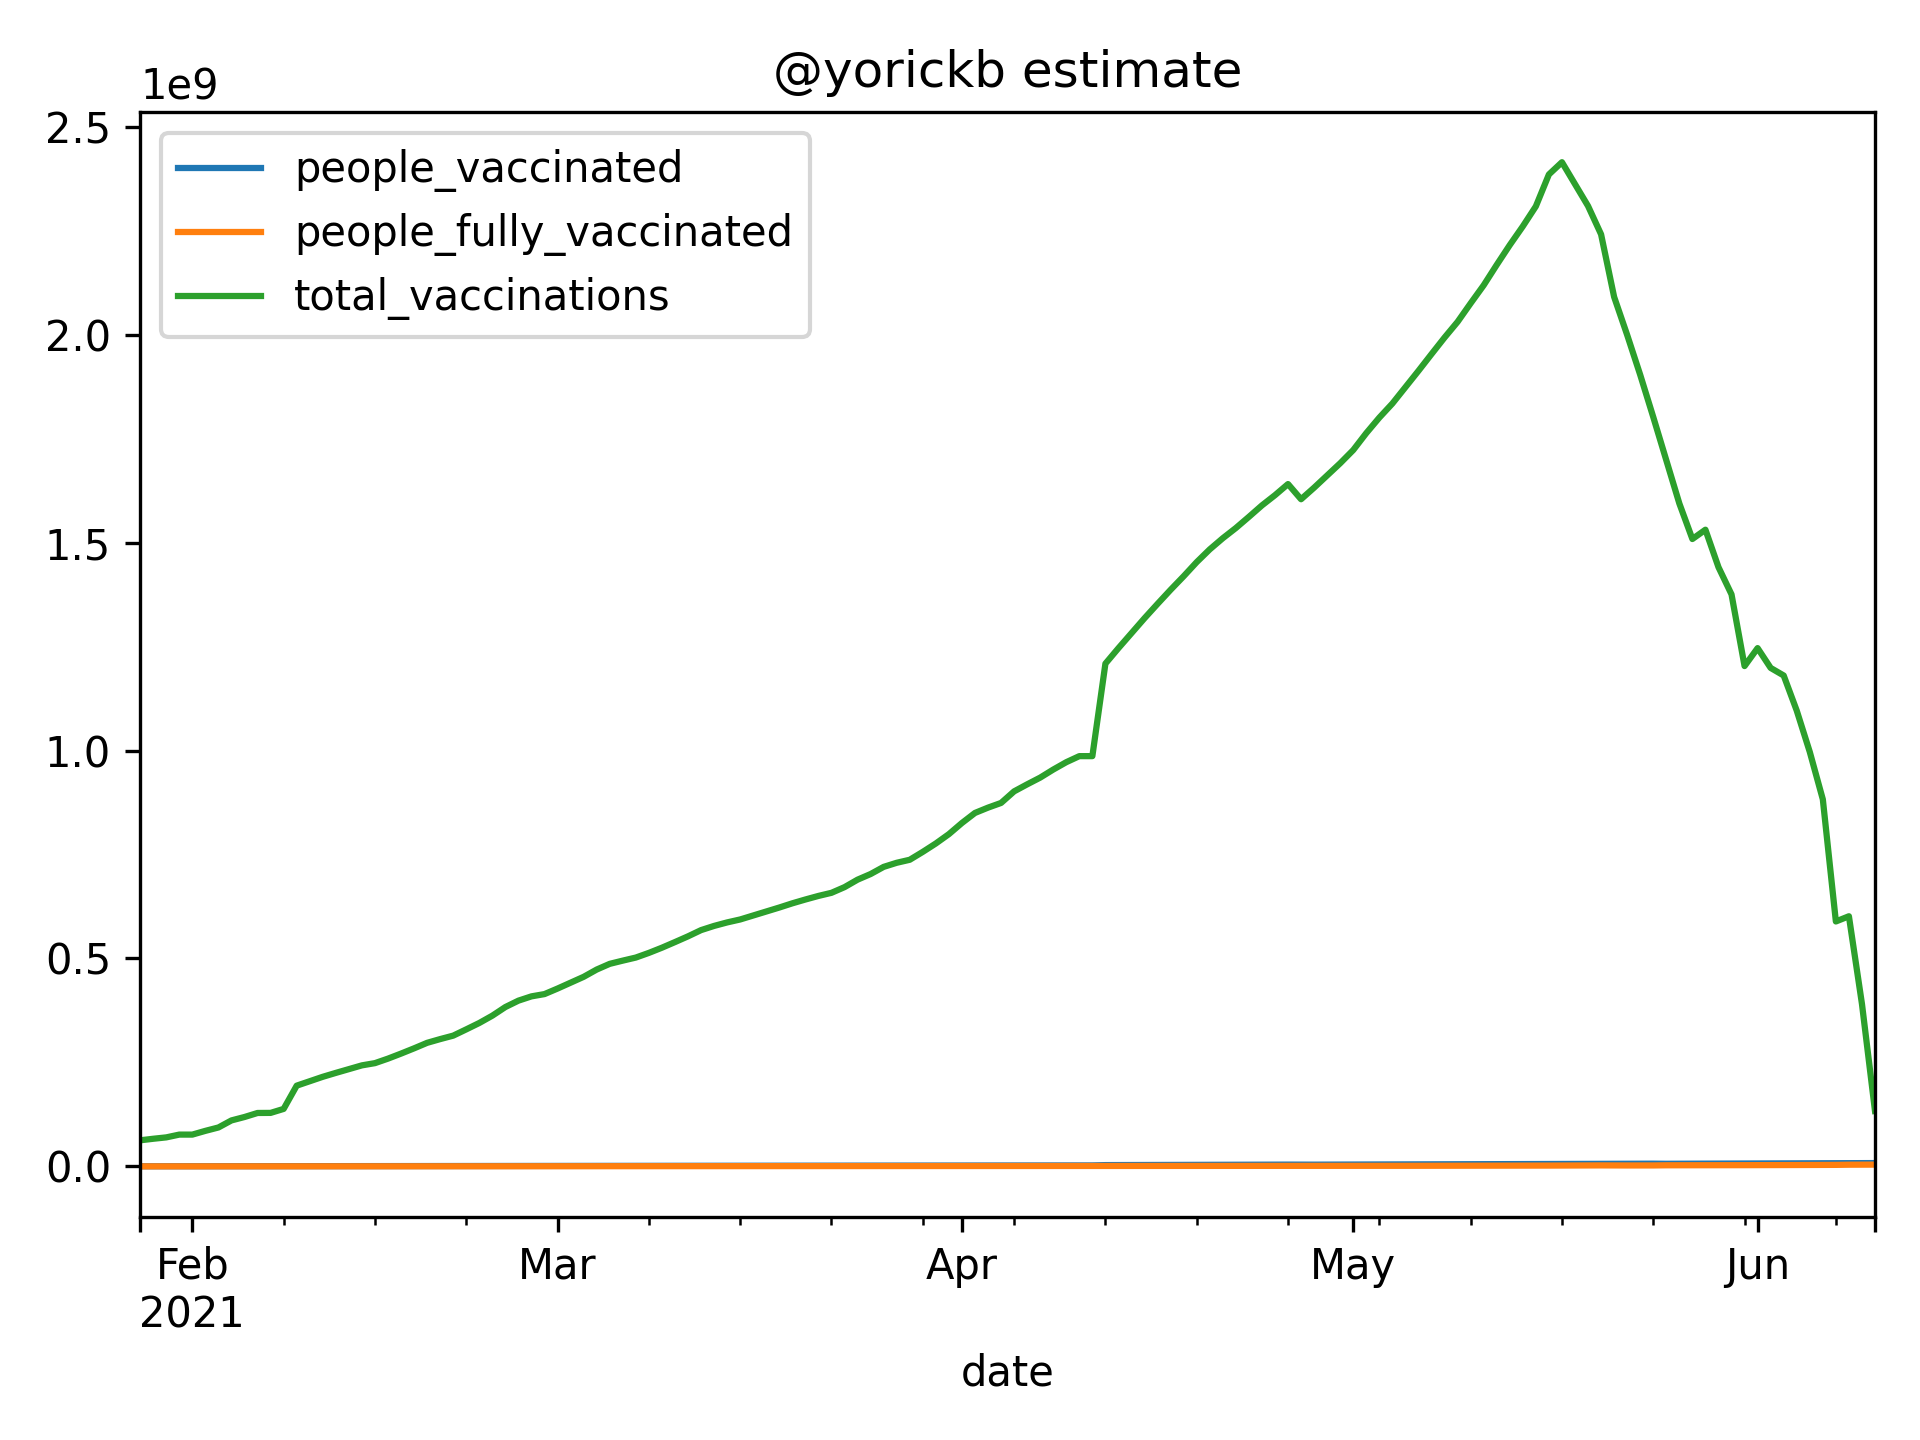 @yorickb estimate
1e9
2.5
2.0
1.5
1.0
0.5
0.0
people_vaccinated
people_fully_vaccinated
total_vaccinations
Feb Mar Apr May Jun
2021
date